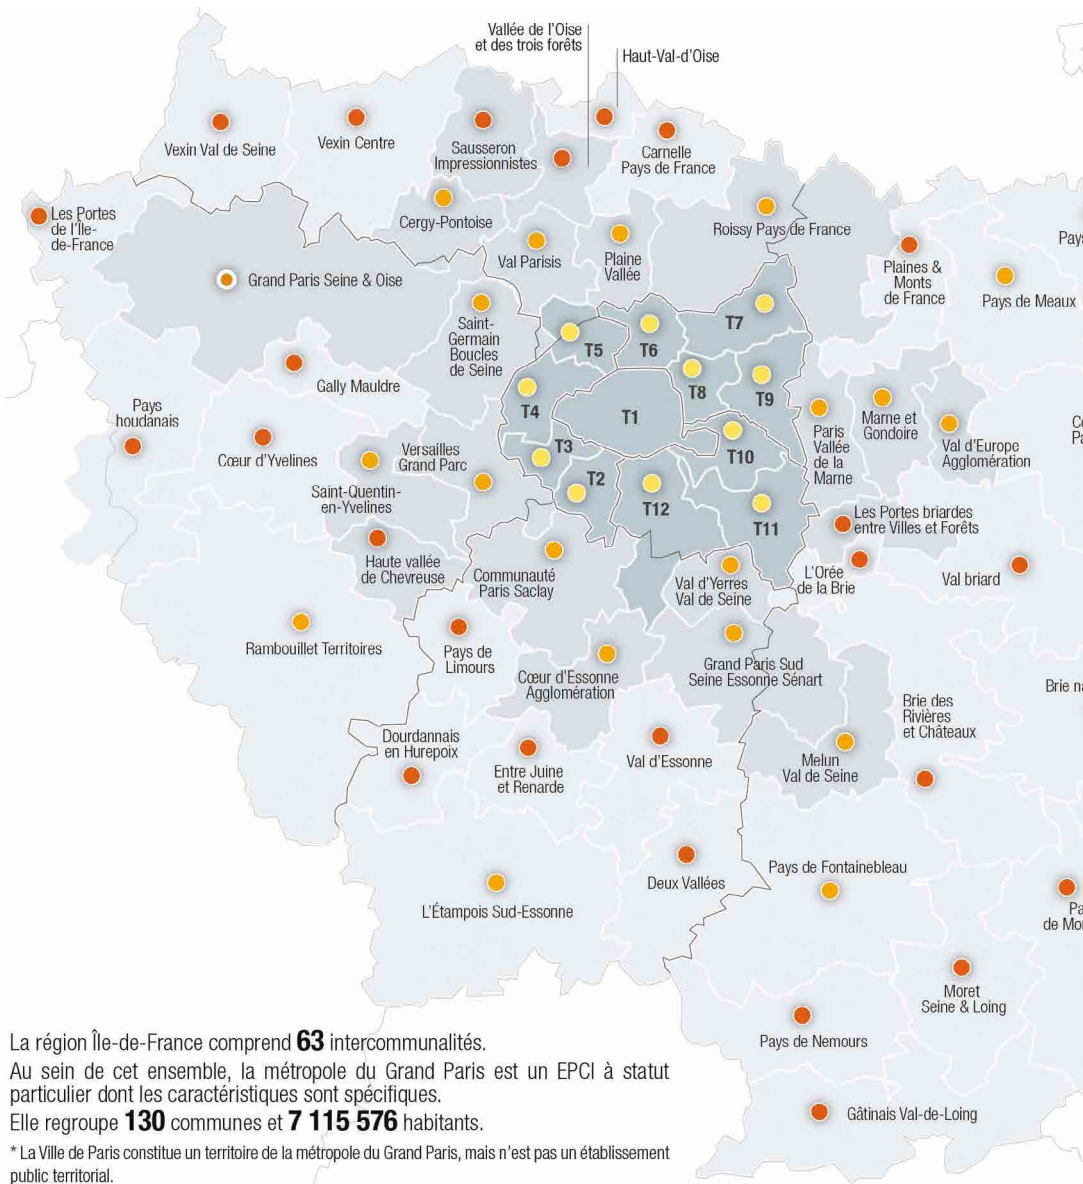 Vallée de l'Oise
et des trois forêts
Haut-Val-d'Oise
Vexin Val de Seine
Vexin Centre
Sausseron
Impressionnistes
Carnelle
Pays de France
Les Portes
de l'Île-
de-France
Cergy-Pontoise
Val Parisis
Plaine
Vallée
Roissy Pays de France
Plaines &
Monts
de France
Pays
Pays de Meaux
Grand Paris Seine & Oise
Saint-
Germain
Boucles
de Seine
T5
T6
T7
Gally Mauldre
T4
T1
T8
T9
Pays
houdanais
Cœur d'Yvelines
Versailles
Grand Parc
T3
T10
Paris
Vallée
de la
Marne
Marne et
Gondoire
Val d'Europe
Agglomération
Saint-Quentin-
en-Yvelines
T2
T12
T11
Les Portes briardes
entre Villes et Forêts
Haute vallée
de Chevreuse
Communauté
Paris Saclay
Val d'Yerres
Val de Seine
L'Orée
de la Brie
Val briard
Rambouillet Territoires
Pays de
Limours
Cœur d'Essonne
Agglomération
Grand Paris Sud
Seine Essonne Sénart
Brie des
Rivières
et Châteaux
Brie
Dourdannais
en Hurepoix
Entre Juine
et Renarde
Val d'Essonne
Melun
Val de Seine
L'Étampois Sud-Essonne
Deux Vallées
Pays de Fontainebleau
Moret
Seine & Loing
Pays de Nemours
Gâtinais Val-de-Loing
La région Île-de-France comprend 63 intercommunalités.
Au sein de cet ensemble, la métropole du Grand Paris est un EPCI à statut
particulier dont les caractéristiques sont spécifiques.
Elle regroupe 130 communes et 7 115 576 habitants.
* La Ville de Paris constitue un territoire de la métropole du Grand Paris, mais n'est pas un établissement
public territorial.